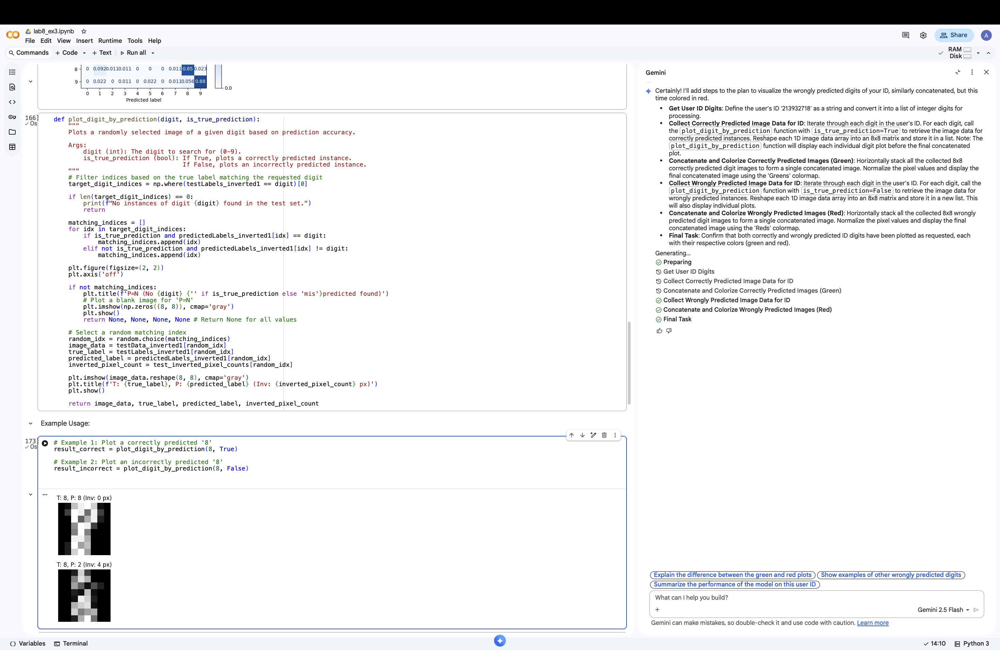 lab8_ex3.ipynb
File Edit View Insert Runtime Tools Help
Share
A
Commands + Code + Text Run all
RAM
Disk
8 0 0.092 0.011 0.011 0 0 0 0.011 0.85 0.023
9 0 0.022 0 0.011 0 0.022 0 0.011 0.056 0.88
0.0
0 1 2 3 4 5 6 7 8 9
Predicted label
166]
0s
def plot_digit_by_prediction(digit, is_true_prediction):
"""
Plots a randomly selected image of a given digit based on prediction accuracy.
Args:
digit (int): The digit to search for (0-9).
is_true_prediction (bool): If True, plots a correctly predicted instance.
If False, plots an incorrectly predicted instance.
"""
# Filter indices based on the true label matching the requested digit
target_digit_indices = np.where(testLabels_inverted1 == digit)[0]
if len(target_digit_indices) == 0:
print(f"No instances of digit {digit} found in the test set.")
return
matching_indices = []
for idx in target_digit_indices:
if is_true_prediction and predictedLabels_inverted1[idx] == digit:
matching_indices.append(idx)
elif not is_true_prediction and predictedLabels_inverted1[idx] != digit:
matching_indices.append(idx)
plt.figure(figsize=(2, 2))
plt.axis('off')
if not matching_indices:
plt.title(f'P=N (No {digit} {'' if is_true_prediction else 'mis'}predicted found)')
# Plot a blank image for 'P=N'
plt.imshow(np.zeros((8, 8)), cmap='gray')
plt.show()
return None, None, None, None # Return None for all values
# Select a random matching index
random_idx = random.choice(matching_indices)
image_data = testData_inverted1[random_idx]
true_label = testLabels_inverted1[random_idx]
predicted_label = predictedLabels_inverted1[random_idx]
inverted_pixel_count = test_inverted_pixel_counts[random_idx]
plt.imshow(image_data.reshape(8, 8), cmap='gray')
plt.title(f'T: {true_label}, P: {predicted_label} (Inv: {inverted_pixel_count} px)')
plt.show()
return image_data, true_label, predicted_label, inverted_pixel_count
Example Usage:
173]
0s
# Example 1: Plot a correctly predicted '8'
result_correct = plot_digit_by_prediction(8, True)
# Example 2: Plot an incorrectly predicted '8'
result_incorrect = plot_digit_by_prediction(8, False)
T: 8, P: 8 (Inv: 0 px)
T: 8, P: 2 (Inv: 4 px)
Gemini
Certainly! I'll add steps to the plan to visualize the wrongly predicted digits of your ID, similarly concatenated, but this
time colored in red.
• Get User ID Digits: Define the user's ID '213932718' as a string and convert it into a list of integer digits for
processing.
• Collect Correctly Predicted Image Data for ID: Iterate through each digit in the user's ID. For each digit, call
the plot_digit_by_prediction function with is_true_prediction=True to retrieve the image data for
correctly predicted instances. Reshape each 1D image data array into an 8x8 matrix and store it in a list. Note: The
plot_digit_by_prediction function will display each individual digit plot before the final concatenated
plot.
• Concatenate and Colorize Correctly Predicted Images (Green): Horizontally stack all the collected 8x8
correctly predicted digit images to form a single concatenated image. Normalize the pixel values and display the
final concatenated image using the 'Greens' colormap.
• Collect Wrongly Predicted Image Data for ID: Iterate through each digit in the user's ID. For each digit, call the
plot_digit_by_prediction function with is_true_prediction=False to retrieve the image data for
wrongly predicted instances. Reshape each 1D image data array into an 8x8 matrix and store it in a new list. This
will also display individual plots.
• Concatenate and Colorize Wrongly Predicted Images (Red): Horizontally stack all the collected 8x8 wrongly
predicted digit images to form a single concatenated image. Normalize the pixel values and display the final
concatenated image using the 'Reds' colormap.
• Final Task: Confirm that both correctly and wrongly predicted ID digits have been plotted as requested, each
with their respective colors (green and red).
Generating...
Preparing
Get User ID Digits
Collect Correctly Predicted Image Data for ID
Concatenate and Colorize Correctly Predicted Images (Green)
Collect Wrongly Predicted Image Data for ID
Concatenate and Colorize Wrongly Predicted Images (Red)
Final Task
Explain the difference between the green and red plots Show examples of other wrongly predicted digits
Summarize the performance of the model on this user ID
What can I help you build?
+ Gemini 2.5 Flash
Gemini can make mistakes, so double-check it and use code with caution. Learn more
Variables Terminal
14:10 Python 3